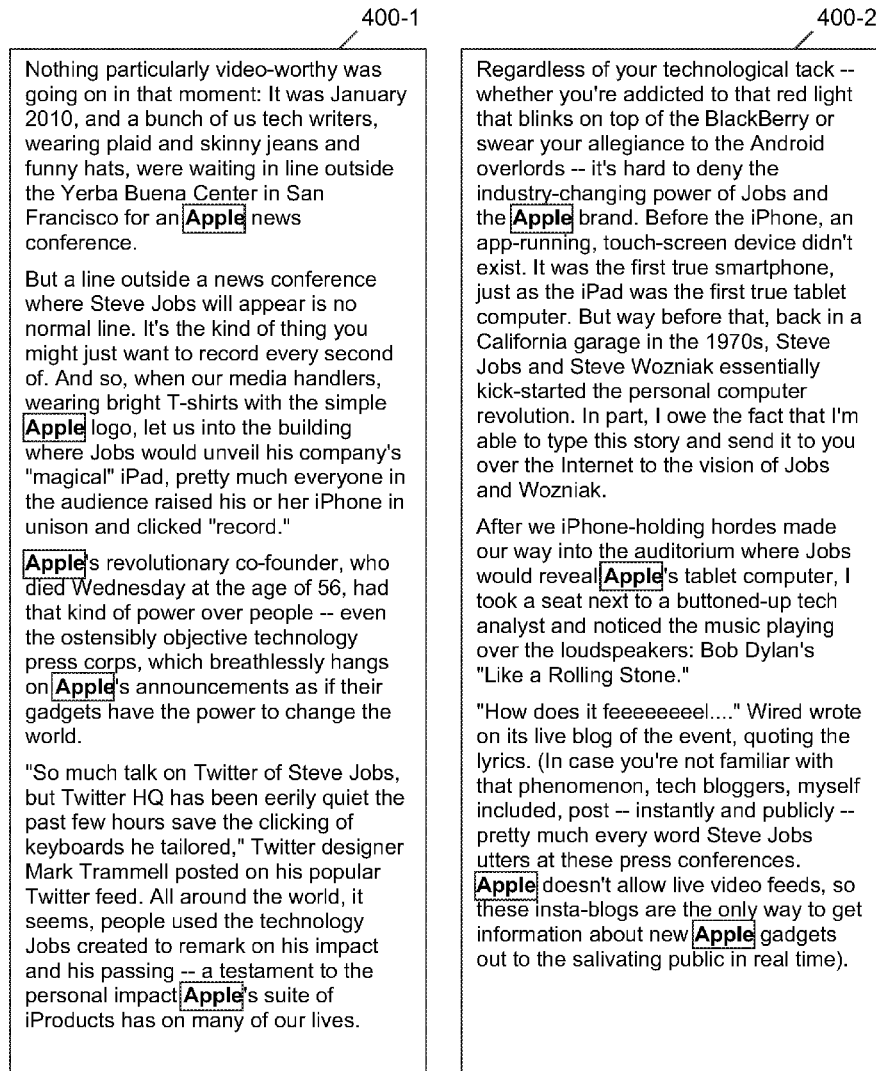 400-1
Nothing particularly video-worthy was
going on in that moment: It was January
2010, and a bunch of us tech writers,
wearing plaid and skinny jeans and
funny hats, were waiting in line outside
the Yerba Buena Center in San
Francisco for an Apple news
conference.
But a line outside a news conference
where Steve Jobs will appear is no
normal line. It's the kind of thing you
might just want to record every second
of. And so, when our media handlers,
wearing bright T-shirts with the simple
Apple logo, let us into the building
where Jobs would unveil his company's
"magical" iPad, pretty much everyone in
the audience raised his or her iPhone in
unison and clicked "record."
Apple's revolutionary co-founder, who
died Wednesday at the age of 56, had
that kind of power over people -- even
the ostensibly objective technology
press corps, which breathlessly hangs
on Apple's announcements as if their
gadgets have the power to change the
world.
"So much talk on Twitter of Steve Jobs,
but Twitter HQ has been eerily quiet the
past few hours save the clicking of
keyboards he tailored," Twitter designer
Mark Trammell posted on his popular
Twitter feed. All around the world, it
seems, people used the technology
Jobs created to remark on his impact
and his passing -- a testament to the
personal impact Apple's suite of
iProducts has on many of our lives.
400-2
Regardless of your technological tack --
whether you're addicted to that red light
that blinks on top of the BlackBerry or
swear your allegiance to the Android
overlords -- it's hard to deny the
industry-changing power of Jobs and
the Apple brand. Before the iPhone, an
app-running, touch-screen device didn't
exist. It was the first true smartphone,
just as the iPad was the first true tablet
computer. But way before that, back in a
California garage in the 1970s, Steve
Jobs and Steve Wozniak essentially
kick-started the personal computer
revolution. In part, I owe the fact that I'm
able to type this story and send it to you
over the Internet to the vision of Jobs
and Wozniak.
After we iPhone-holding hordes made
our way into the auditorium where Jobs
would reveal Apple's tablet computer, I
took a seat next to a buttoned-up tech
analyst and noticed the music playing
over the loudspeakers: Bob Dylan's
"Like a Rolling Stone."
"How does it feeeeeeeel...." Wired wrote
on its live blog of the event, quoting the
lyrics. (In case you're not familiar with
that phenomenon, tech bloggers, myself
included, post -- instantly and publicly --
pretty much every word Steve Jobs
utters at these press conferences.
Apple doesn't allow live video feeds, so
these insta-blogs are the only way to get
information about new Apple gadgets
out to the salivating public in real time).